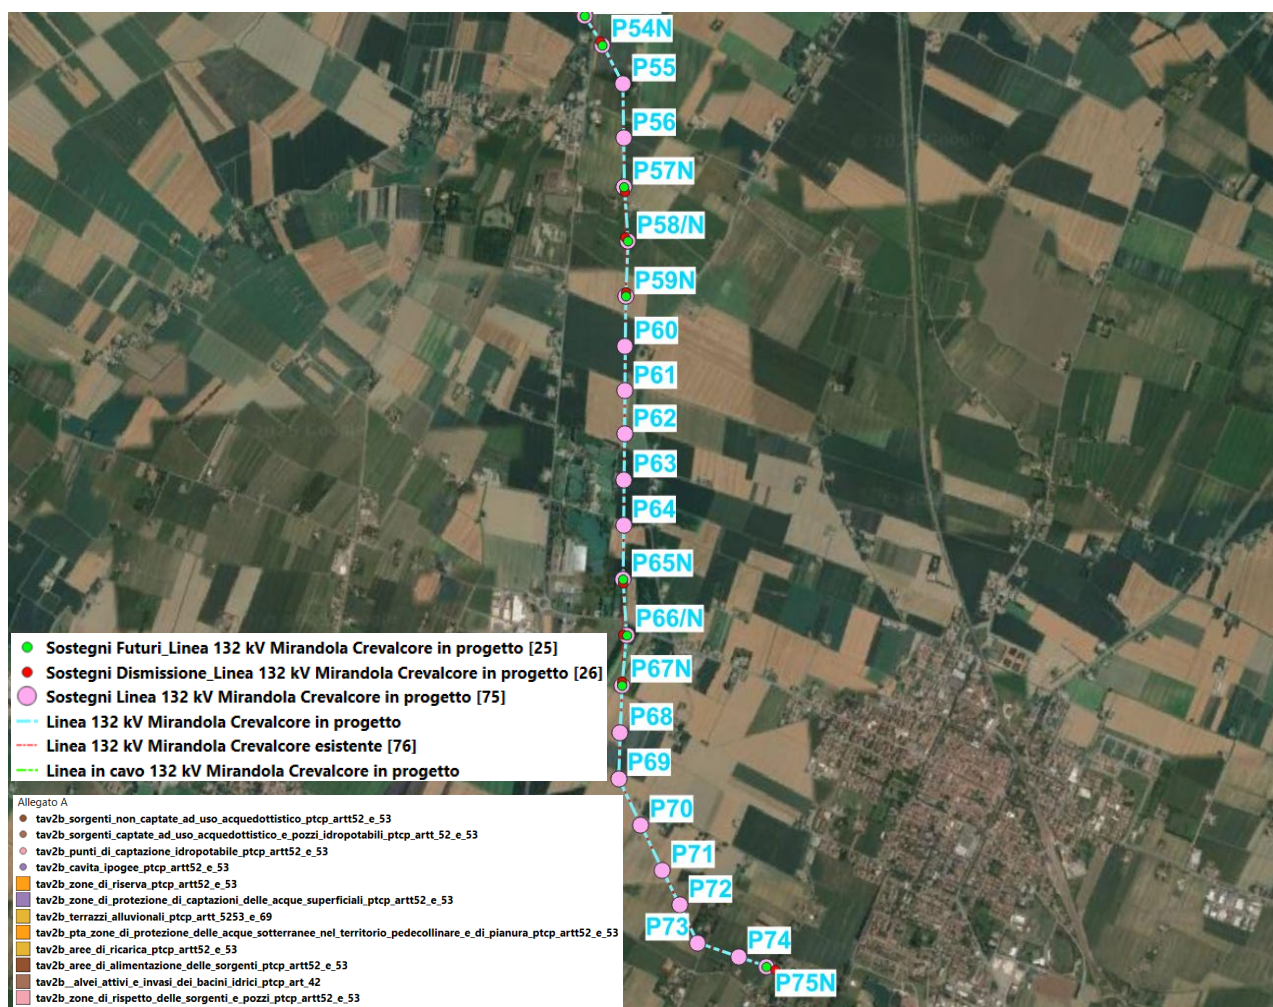 P54N
P55
P56
P57N
P58/N
P59N
P60
P61
P62
P63
P64
P65N
P66/N
P67N
P68
P69
P70
P71
P72
P73
P74
P75N
Sostegni Futuri_Linea 132 kV Mirandola Crevalcore in progetto [25]
Sostegni Dismissione_Linea 132 kV Mirandola Crevalcore in progetto [26]
Sostegni Linea 132 kV Mirandola Crevalcore in progetto [75]
Linea 132 kV Mirandola Crevalcore in progetto
Linea 132 kV Mirandola Crevalcore esistente [76]
Linea in cavo 132 kV Mirandola Crevalcore in progetto
Allegato A
tav2b_sorgenti_non_captate_ad_uso_acquedottistico_ptcp_artt52_e_53
tav2b_sorgenti_captate_ad_uso_acquedottistico_e_pozzi_idropotabili_ptcp_artt_52_e_53
tav2b_punti_di_captazione_idropotabile_ptcp_artt52_e_53
tav2b_cavita_ipogee_ptcp_artt52_e_53
tav2b_zone_di_riserva_ptcp_artt52_e_53
tav2b_zone_di_protezione_di_captazioni_delle_acque_superficiali_ptcp_artt52_e_53
tav2b_terrazzi_alluvionali_ptcp_artt_5253_e_69
tav2b_pta_zone_di_protezione_delle_acque_sotterranee_nel_territorio_pedecollinare_e_di_pianura_ptcp_artt52_e_53
tav2b_aree_di_ricarica_ptcp_artt52_e_53
tav2b_aree_di_alimentazione_delle_sorgenti_ptcp_artt52_e_53
tav2b__alvei_attivi_e_invasi_dei_bacini_idrici_ptcp_art_42
tav2b_zone_di_rispetto_delle_sorgenti_e_pozzi_ptcp_artt52_e_53